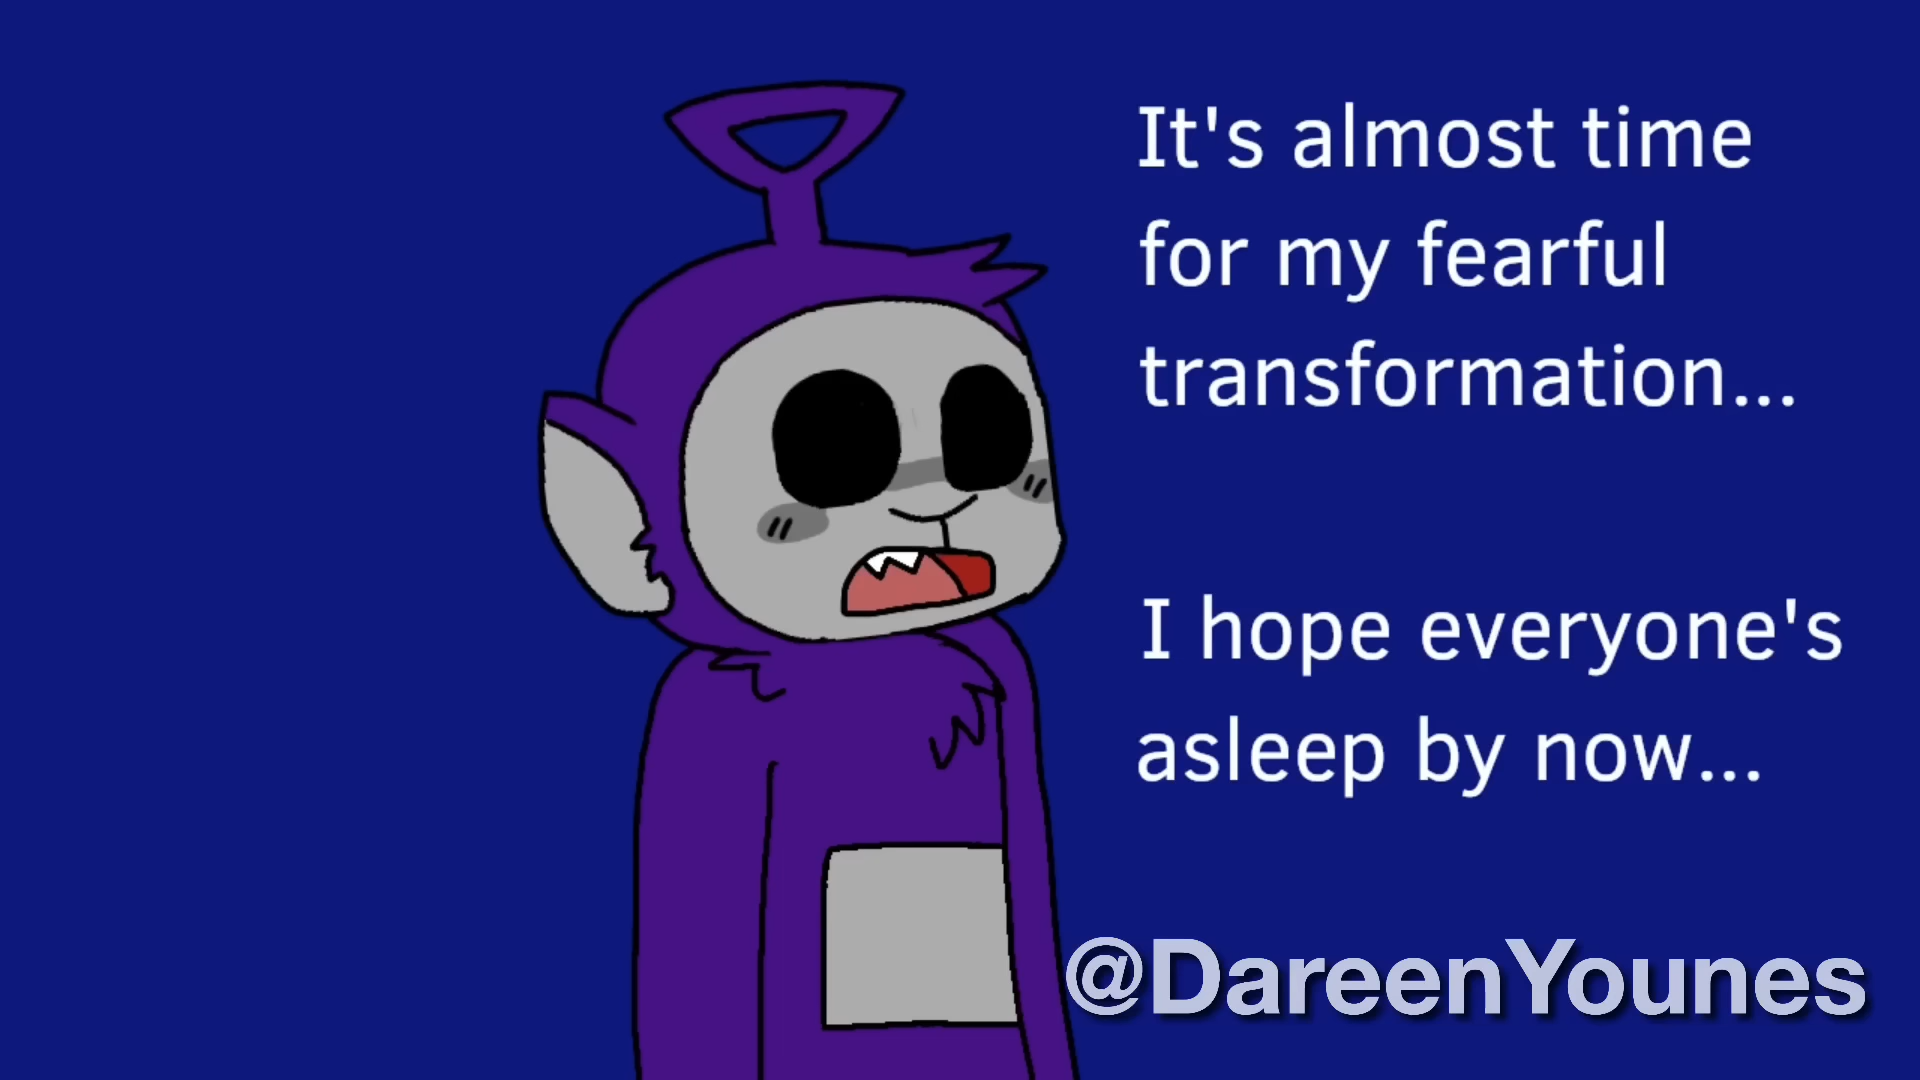 It's almost time
for my fearful
transformation...
I hope everyone's
asleep by now...
@DareenYounes